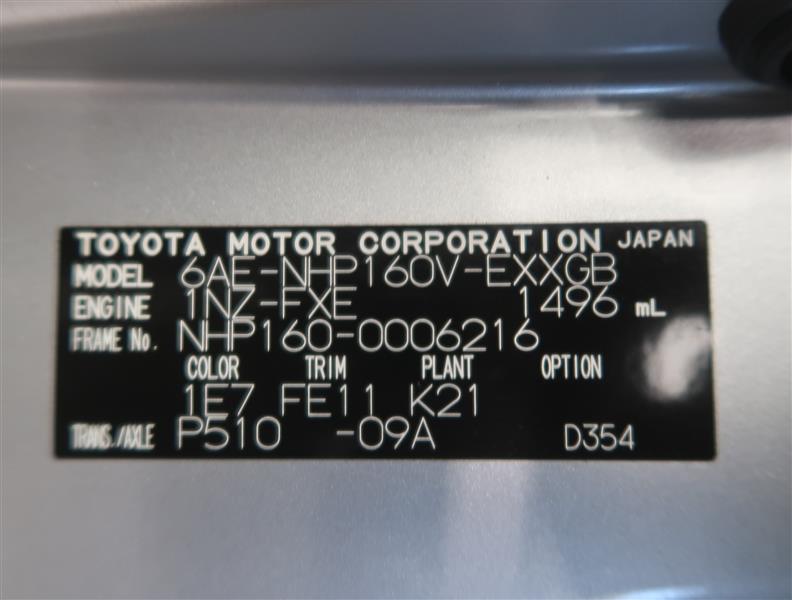 TOYOTA MOTOR CORPORATION JAPAN
MODEL 6AE-NHP160V-EXXGB
ENGINE 1NZ-FXE 1496 mL
FRAME No. NHP160-0006216
COLOR TRIM PLANT OPTION
1E7 FE11 K21
TRANS./AXLE P510 -09A D354